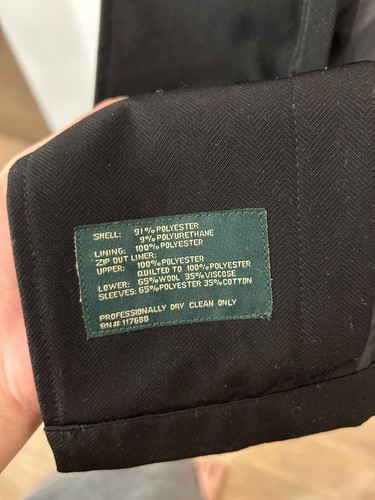 SHELL: 91% POLYESTER
9% POLYURETHANE
LINING: 100% POLYESTER
ZIP OUT LINER:
UPPER: 100% POLYESTER
QUILTED TO 100% POLYESTER
LOWER: 65% WOOL 35% VISCOSE
SLEEVES: 65% POLYESTER 35% COTTON
PROFESSIONALLY DRY CLEAN ONLY
RN# 117688